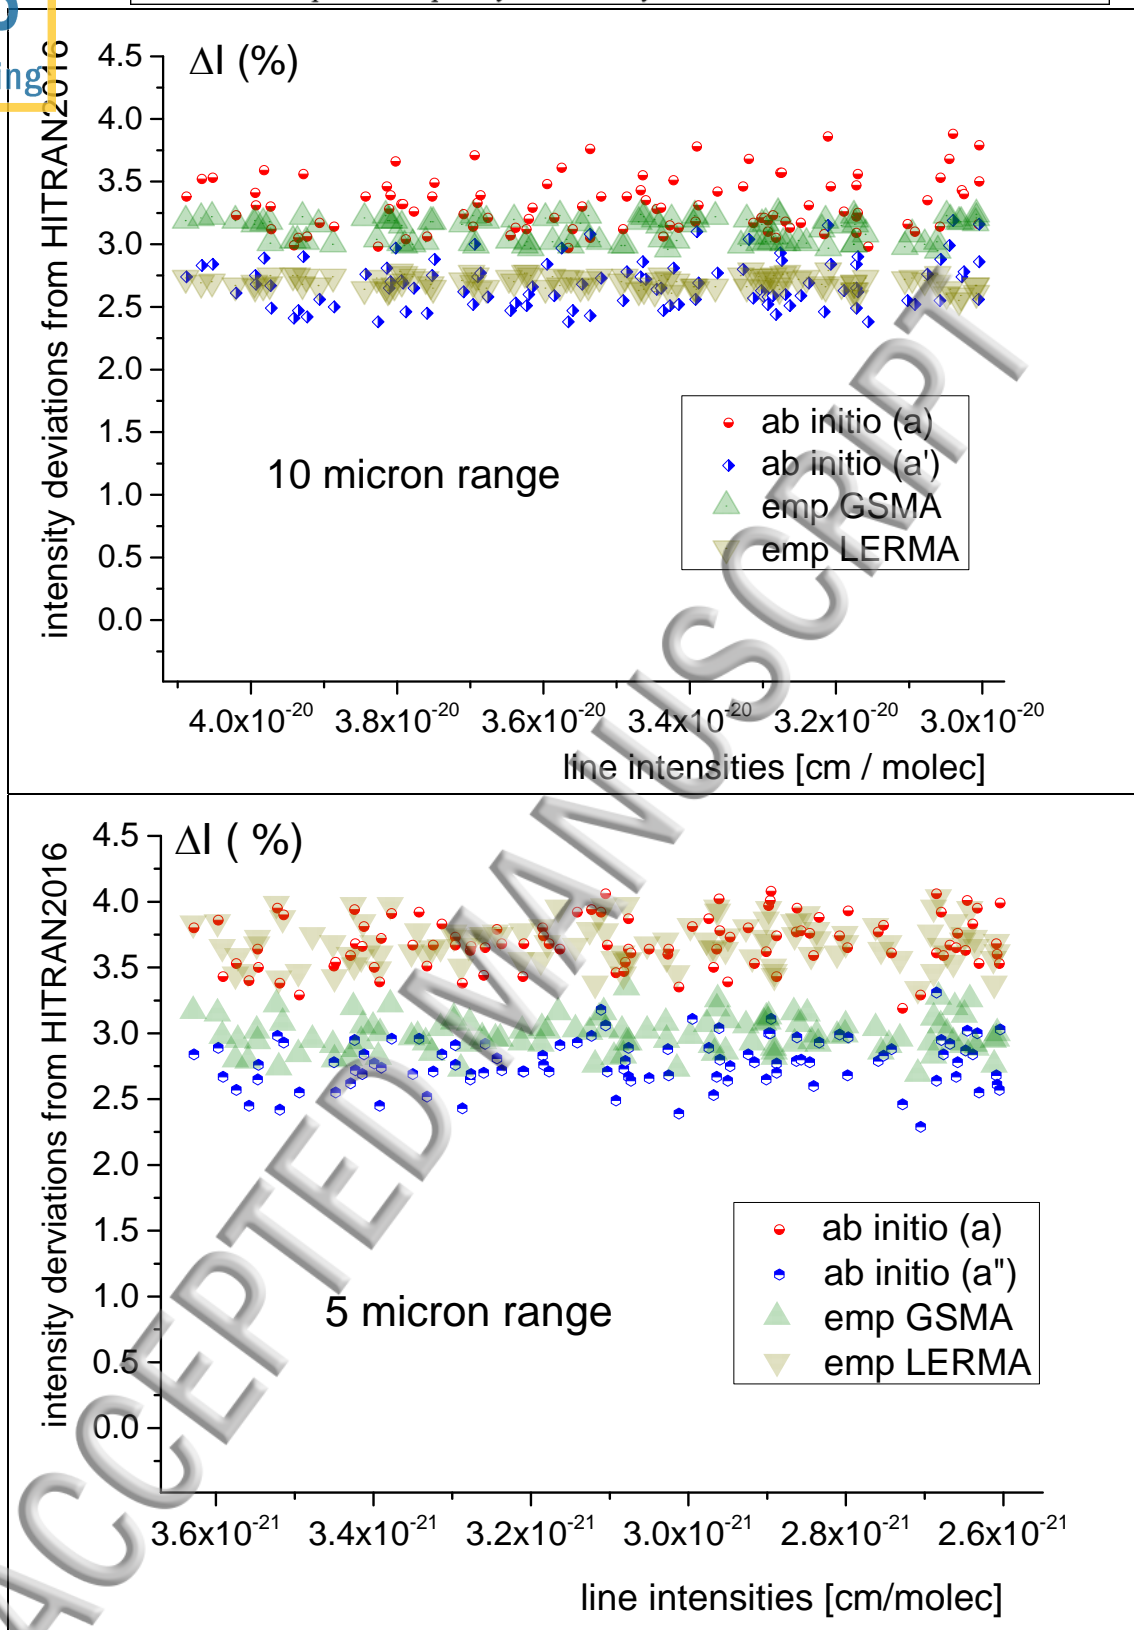 ing
ΔI (%)
intensity deviations from HITRAN2016
4.5
4.0
3.5
3.0
2.5
2.0
1.5
1.0
0.5
0.0
10 micron range
ab initio (a)
ab initio (a')
emp GSMA
emp LERMA
4.0x10-20 3.8x10-20 3.6x10-20 3.4x10-20 3.2x10-20 3.0x10-20
line intensities [cm / molec]
ΔI ( %)
intensity derviations from HITRAN2016
4.5
4.0
3.5
3.0
2.5
2.0
1.5
1.0
0.5
0.0
5 micron range
ab initio (a)
ab initio (a")
emp GSMA
emp LERMA
3.6x10-21 3.4x10-21 3.2x10-21 3.0x10-21 2.8x10-21 2.6x10-21
line intensities [cm/molec]
ACCEPTED MANUSCRIPT